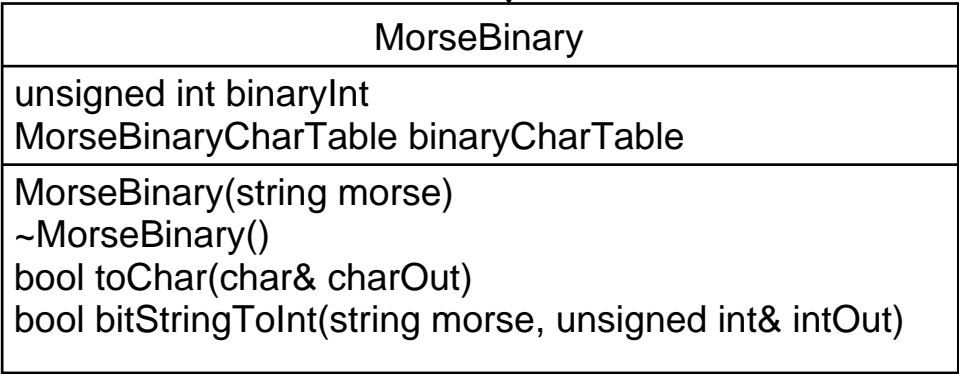 MorseBinary
unsigned int binaryInt
MorseBinaryCharTable binaryCharTable
MorseBinary(string morse)
~MorseBinary()
bool toChar(char& charOut)
bool bitStringToInt(string morse, unsigned int& intOut)